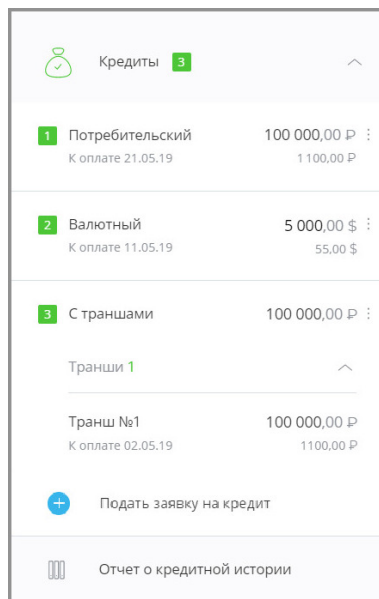 Кредиты 3
1 Потребительский 100 000,00 ₽
К оплате 21.05.19 1100,00 ₽
2 Валютный 5 000,00 $
К оплате 11.05.19 55,00 $
3 С траншами 100 000,00 ₽
Транши 1
Транш №1 100 000,00 ₽
К оплате 02.05.19 1100,00 ₽
Подать заявку на кредит
Отчет о кредитной истории